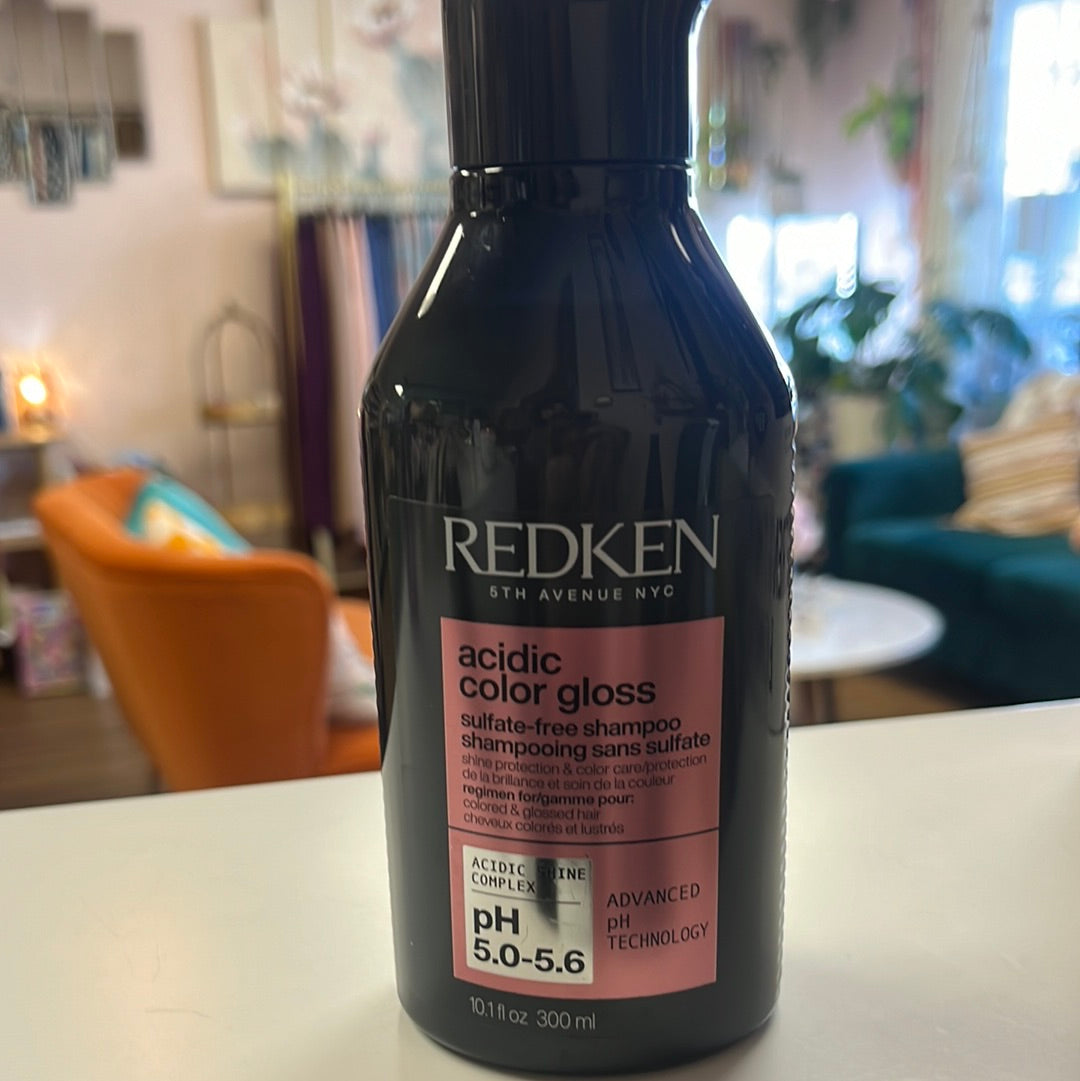 REDKEN
5TH AVENUE NYC
acidic
color gloss
sulfate-free shampoo
shampooing sans sulfate
shine protection & color care/protection
de la brillance et soin de la couleur
regimen for/gamme pour:
colored & glossed hair
cheveux colorés et lustrés
ACIDIC SHINE
COMPLEX
pH
5.0-5.6
ADVANCED
pH
TECHNOLOGY
10.1 fl oz 300 ml